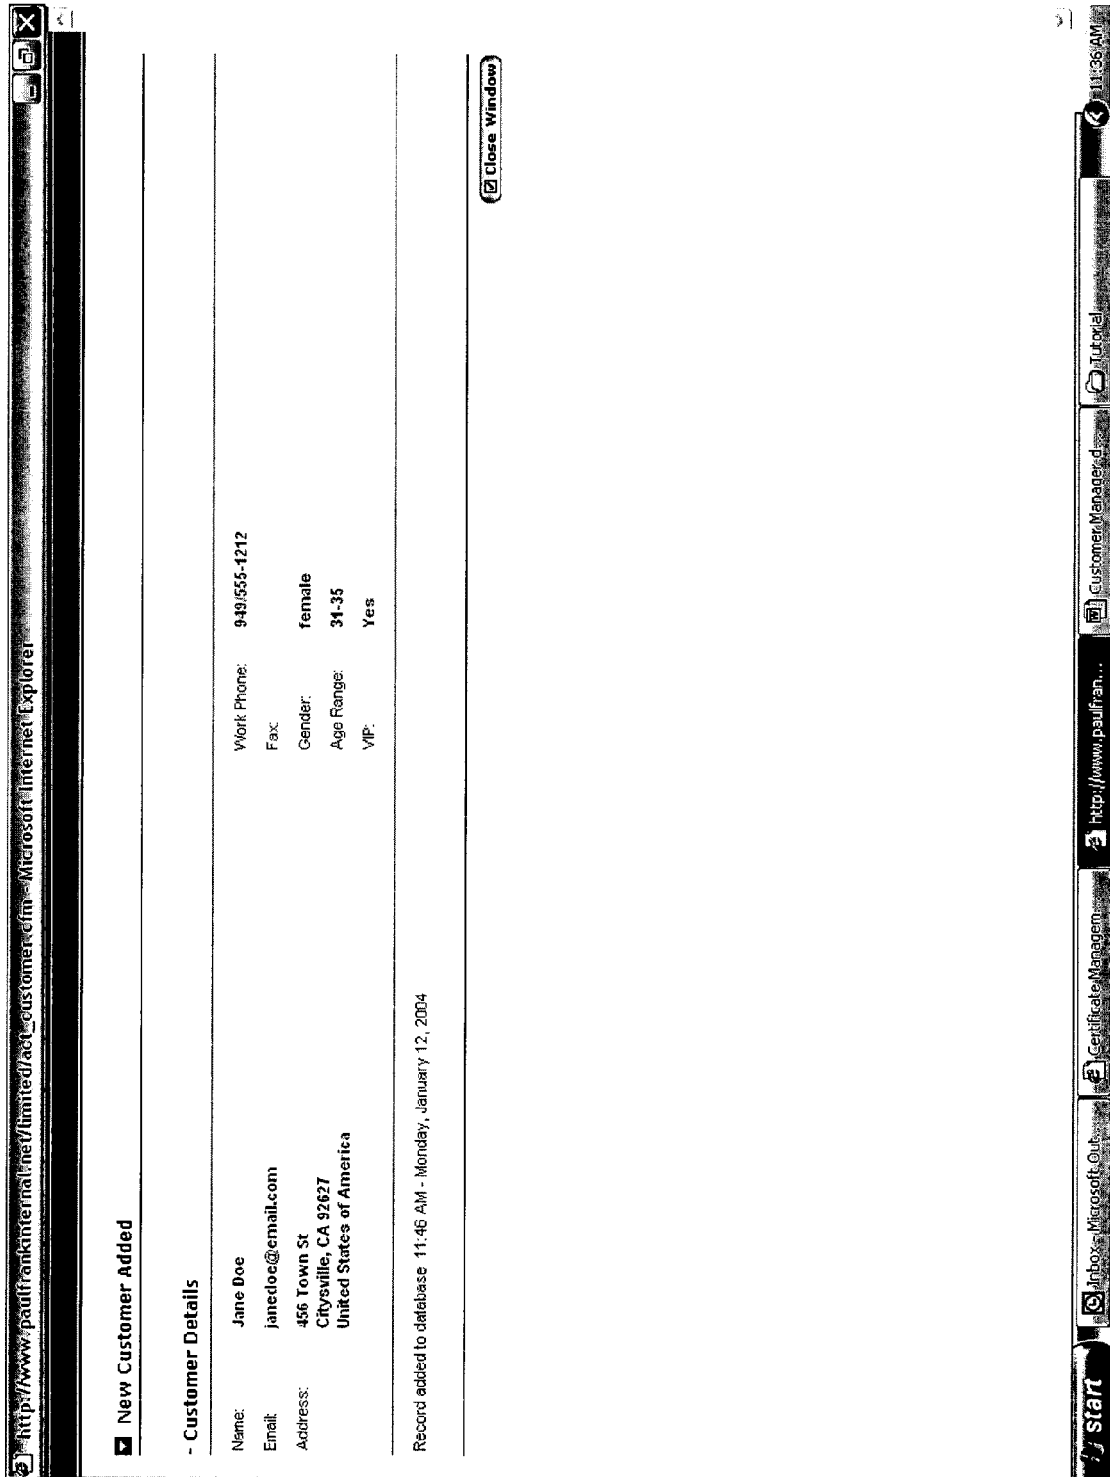 http://www.paulfrankinternal.net/limited/act_customer.cfm - Microsoft Internet Explorer
New Customer Added
- Customer Details
Name: Jane Doe Work Phone: 949/555-1212
Email: janedoe@email.com Fax:
Address: 456 Town St Gender: female
Citysville, CA 92627 Age Range: 31-35
United States of America VIP: Yes
Record added to database 11:46 AM - Monday, January 12, 2004
Close Window
start Inbox - Microsoft Out... Certificate Managem... http://www.paulfran... Customer Manager.d... Tutorial 11:36 AM